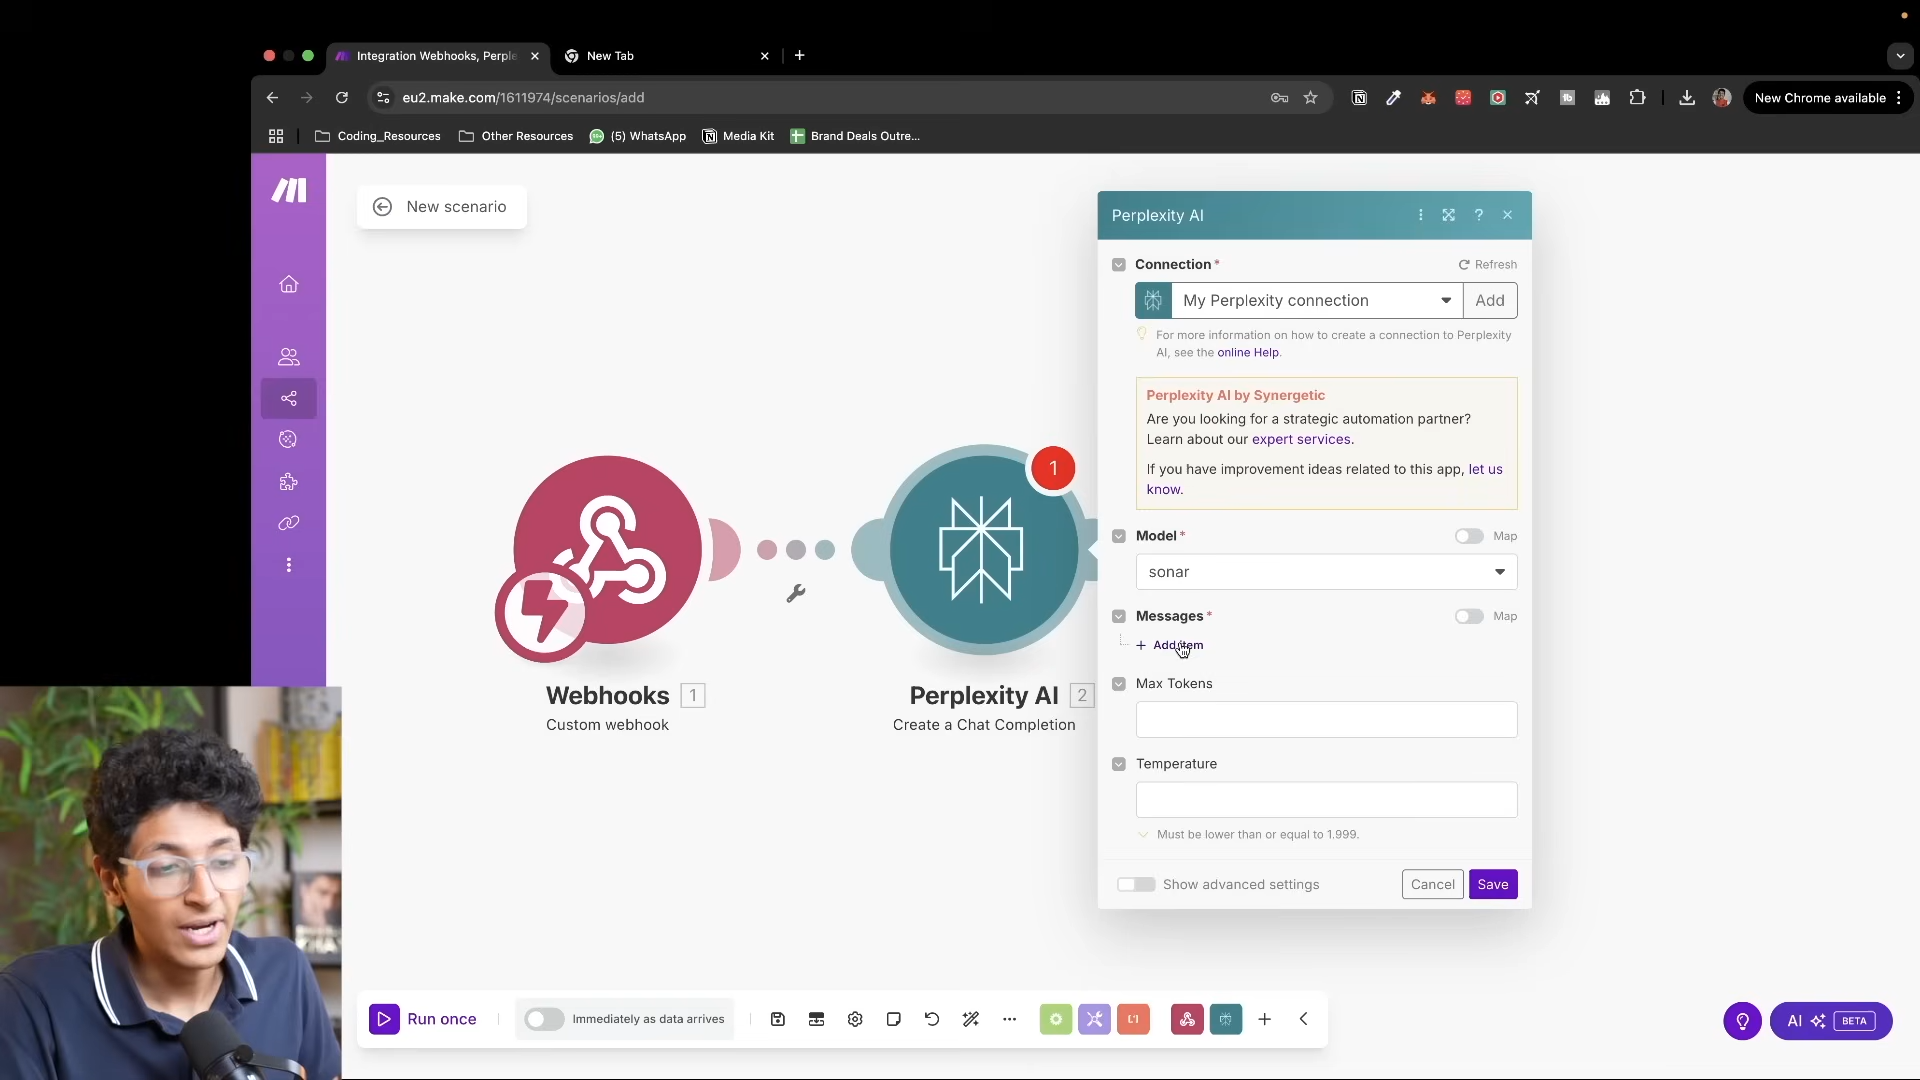 Integration Webhooks, Perple
New Tab
eu2.make.com/1611974/scenarios/add
New Chrome available
Coding_Resources
Other Resources
(5) WhatsApp
Media Kit
Brand Deals Outre...
New scenario
Perplexity AI
?
Connection *
Refresh
My Perplexity connection
Add
For more information on how to create a connection to Perplexity
AI, see the online Help.
Perplexity AI by Synergetic
Are you looking for a strategic automation partner?
Learn about our expert services.
If you have improvement ideas related to this app, let us
know.
Model *
Map
sonar
Messages *
Map
+ Add item
Max Tokens
Temperature
Must be lower than or equal to 1.999.
Show advanced settings
Cancel
Save
1
Webhooks 1
Custom webhook
Perplexity AI 2
Create a Chat Completion
Run once
Immediately as data arrives
AI
BETA